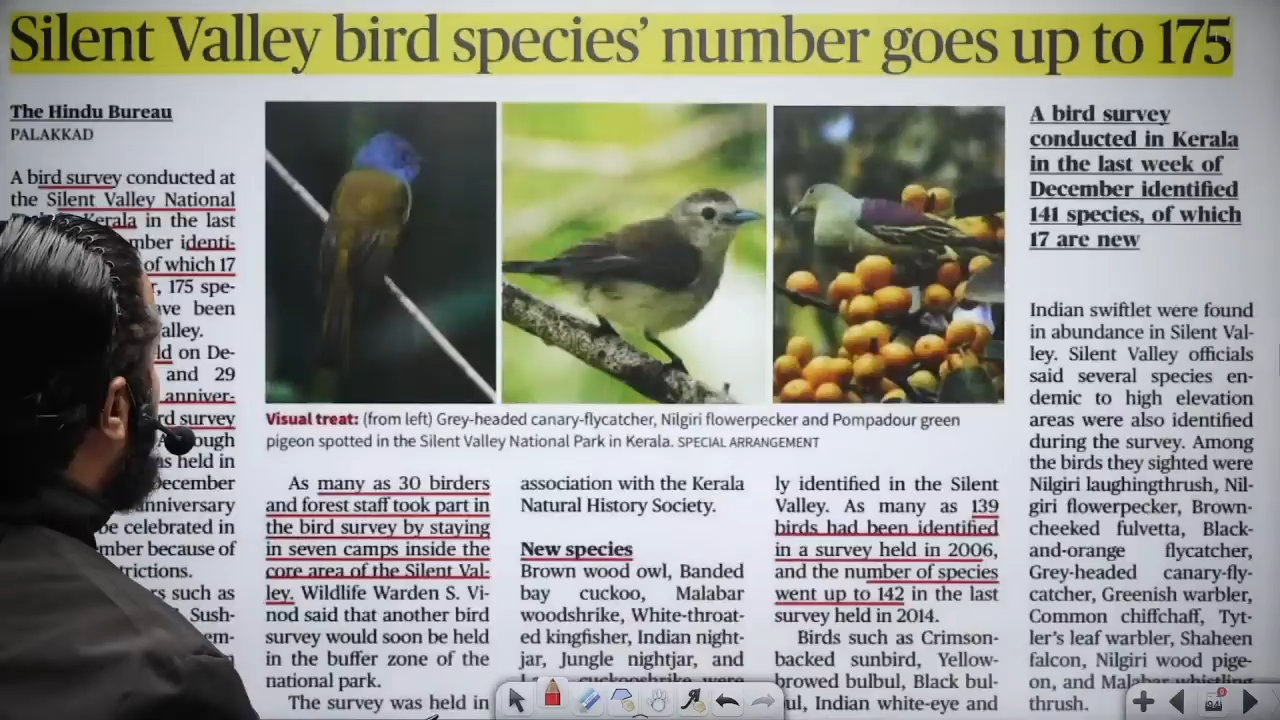 Silent Valley bird species' number goes up to 175
The Hindu Bureau
PALAKKAD
A bird survey conducted at
the Silent Valley National
Kerala in the last
identi-
of which 17
, 175 spe-
have been
alley.
on De-
and 29
anniver-
survey
as held in
ecember
anniversary
be celebrated in
mber because of
rictions.
such as
Sush-
em-
Visual treat: (from left) Grey-headed canary-flycatcher, Nilgiri flowerpecker and Pompadour green
pigeon spotted in the Silent Valley National Park in Kerala. SPECIAL ARRANGEMENT
As many as 30 birders
and forest staff took part in
the bird survey by staying
in seven camps inside the
core area of the Silent Val-
ley. Wildlife Warden S. Vi-
nod said that another bird
survey would soon be held
in the buffer zone of the
national park.
The survey was held in
association with the Kerala
Natural History Society.
New species
Brown wood owl, Banded
bay cuckoo, Malabar
woodshrike, White-throat-
ed kingfisher, Indian night-
jar, Jungle nightjar, and
ly identified in the Silent
Valley. As many as 139
birds had been identified
in a survey held in 2006,
and the number of species
went up to 142 in the last
survey held in 2014.
Birds such as Crimson-
backed sunbird, Yellow-
browed bulbul, Black bul-
bul, Indian white-eye and
A bird survey
conducted in Kerala
in the last week of
December identified
141 species, of which
17 are new
Indian swiftlet were found
in abundance in Silent Val-
ley. Silent Valley officials
said several species en-
demic to high elevation
areas were also identified
during the survey. Among
the birds they sighted were
Nilgiri laughingthrush, Nil-
giri flowerpecker, Brown-
cheeked fulvetta, Black-
and-orange flycatcher,
Grey-headed canary-fly-
catcher, Greenish warbler,
Common chiffchaff, Tyt-
ler's leaf warbler, Shaheen
falcon, Nilgiri wood pige-
on, and Malabar whistling
thrush.
94